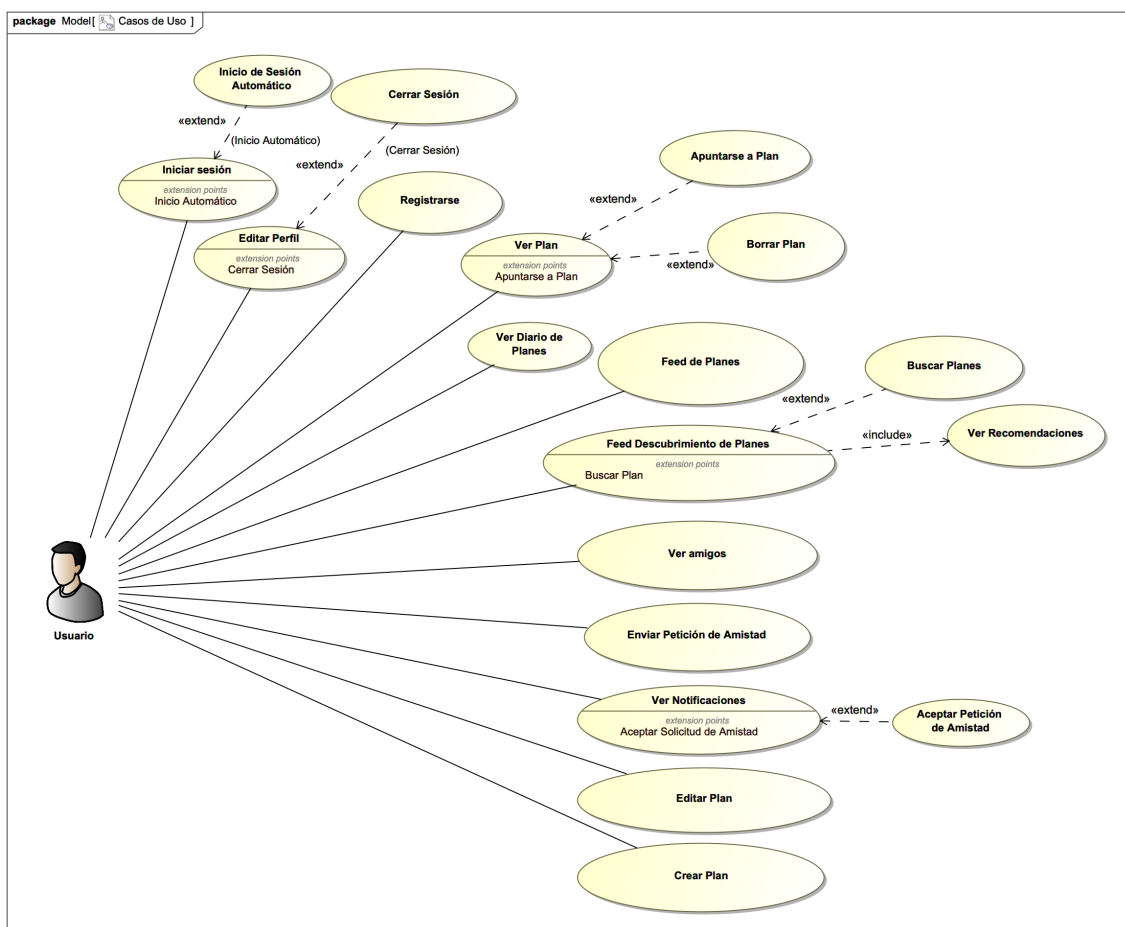 package Model[ Casos de Uso ]
Inicio de Sesión
Automático
Cerrar Sesión
«extend»
(Inicio Automático)
(Cerrar Sesión)
«extend»
Iniciar sesión
extension points
Inicio Automático
Apuntarse a Plan
«extend»
Registrarse
Editar Perfil
extension points
Cerrar Sesión
Ver Plan
extension points
Apuntarse a Plan
Borrar Plan
«extend»
Ver Diario de
Planes
Feed de Planes
Buscar Planes
«extend»
Feed Descubrimiento de Planes
extension points
Buscar Plan
«include»
Ver Recomendaciones
Ver amigos
Usuario
Enviar Petición de Amistad
Ver Notificaciones
extension points
Aceptar Solicitud de Amistad
«extend»
Aceptar Petición
de Amistad
Editar Plan
Crear Plan